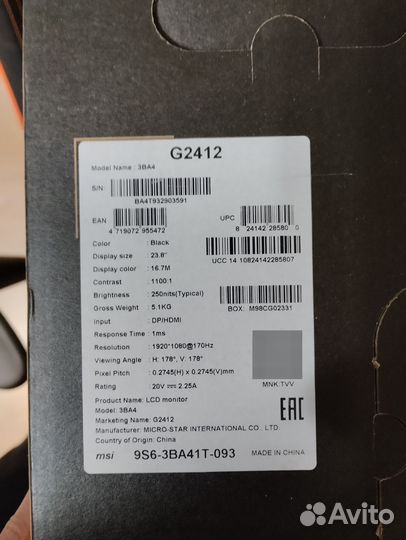 G2412
Model Name : 3BA4
S/N:
BA4T932903591
EAN
4 719072 955472
UPC
8 24142 28580 0
Color : Black
Display size : 23.8"
Display color : 16.7M
Contrast : 1100:1
Brightness : 250nits(Typical)
Gross Weight : 5.1KG
Input : DP/HDMI
Response Time : 1ms
Resolution : 1920*1080@170Hz
Viewing Angle : H: 178°, V: 178°
Pixel Pitch : 0.2745(H) x 0.2745(V)mm
Rating : 20V ⎓ 2.25A
UCC 14 10824142285807
BOX: M98CG02331
MNK:TVV
Product Name: LCD monitor
Model: 3BA4
Marketing Name: G2412
Manufacturer: MICRO-STAR INTERNATIONAL CO., LTD.
Country of Origin: China
EAC
msi 9S6-3BA41T-093 MADE IN CHINA
Avito